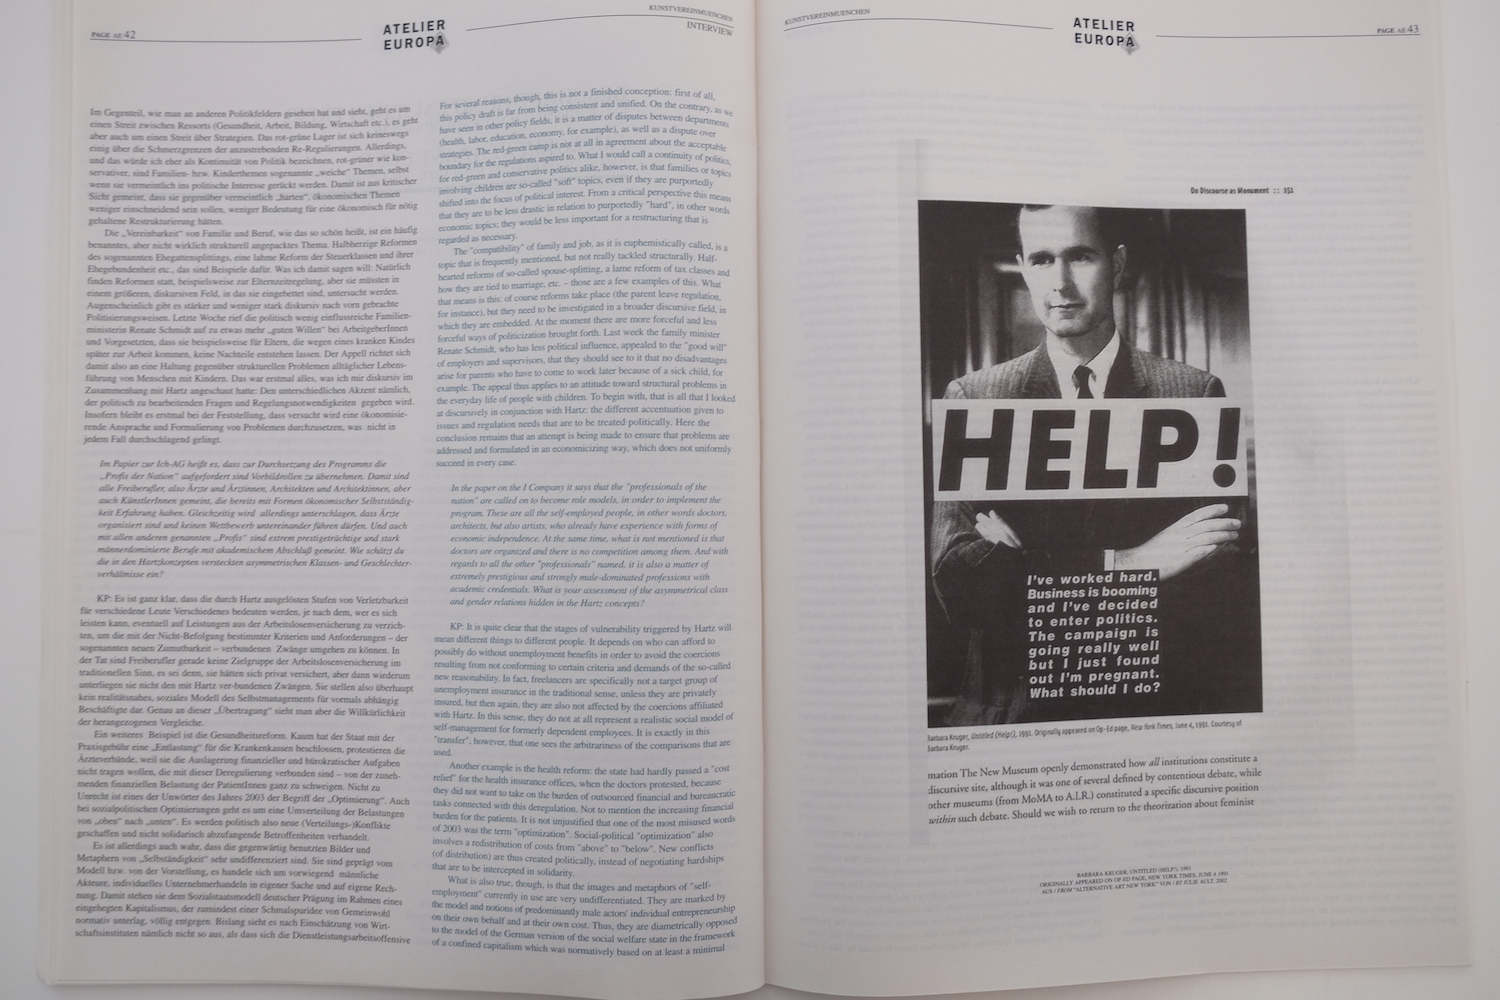 PAGE AE 42
ATELIER
EUROPA
KUNSTVEREINMUENCHEN
INTERVIEW
Im Gegenteil, wie man an anderen Politikfeldern gesehen hat und sieht, geht es um
einen Streit zwischen Ressorts (Gesundheit, Arbeit, Bildung, Wirtschaft etc.), es geht
aber auch um einen Streit über Strategien. Das rot-grüne Lager ist sich keineswegs
einig über die Schmerzgrenzen der anzustrebenden Re-Regulierungen. Allerdings,
und das würde ich eher als Kontinuität von Politik bezeichnen, rot-grüner wie kon-
servativer, sind Familien- bzw. Kinderthemen sogenannte „weiche“ Themen, selbst
wenn sie vermeintlich ins politische Interesse gerückt werden. Damit ist aus kritischer
Sicht gemeint, dass sie gegenüber vermeintlich „harten“, ökonomischen Themen
weniger einschneidend sein sollen, weniger Bedeutung für eine ökonomisch für nötig
gehaltene Restrukturierung hätten.
Die „Vereinbarkeit“ von Familie und Beruf, wie das so schön heißt, ist ein häufig
benanntes, aber nicht wirklich strukturell angepacktes Thema. Halbherzige Reformen
des sogenannten Ehegattensplittings, eine lahme Reform der Steuerklassen und ihrer
Ehegebundenheit etc., das sind Beispiele dafür. Was ich damit sagen will: Natürlich
finden Reformen statt, beispielsweise zur Elternzeitregelung, aber sie müssten in
einem größeren, diskursiven Feld, in das sie eingebettet sind, untersucht werden.
Augenscheinlich gibt es stärker und weniger stark diskursiv nach vorn gebrachte
Politisierungsweisen. Letzte Woche rief die politisch wenig einflussreiche Familien-
ministerin Renate Schmidt auf zu etwas mehr „guten Willen“ bei ArbeitgeberInnen
und Vorgesetzten, dass sie beispielsweise für Eltern, die wegen eines kranken Kindes
später zur Arbeit kommen, keine Nachteile entstehen lassen. Der Appell richtet sich
damit also an eine Haltung gegenüber strukturellen Problemen alltäglicher Lebens-
führung von Menschen mit Kindern. Das war erstmal alles, was ich mir diskursiv im
Zusammenhang mit Hartz angeschaut hatte: Den unterschiedlichen Akzent nämlich,
der politisch zu bearbeitenden Fragen und Regelungsnotwendigkeiten gegeben wird.
Insofern bleibt es erstmal bei der Feststellung, dass versucht wird eine ökonomisie-
rende Ansprache und Formulierung von Problemen durchzusetzen, was nicht in
jedem Fall durchschlagend gelingt.
Im Papier zur Ich-AG heißt es, dass zur Durchsetzung des Programms die
„Profis der Nation“ aufgefordert sind Vorbildrollen zu übernehmen. Damit sind
alle Freiberufler, also Ärzte und Ärztinnen, Architekten und Architektinnen, aber
auch KünstlerInnen gemeint, die bereits mit Formen ökonomischer Selbstständig-
keit Erfahrung haben. Gleichzeitig wird allerdings unterschlagen, dass Ärzte
organisiert sind und keinen Wettbewerb untereinander führen dürfen. Und auch
mit allen anderen genannten „Profis“ sind extrem prestigeträchtige und stark
männerdominierte Berufe mit akademischem Abschluß gemeint. Wie schätzt du
die in den Hartzkonzepten versteckten asymmetrischen Klassen- und Geschlechter-
verhältnisse ein?
KP: Es ist ganz klar, dass die durch Hartz ausgelösten Stufen von Verletzbarkeit
für verschiedene Leute Verschiedenes bedeuten werden, je nach dem, wer es sich
leisten kann, eventuell auf Leistungen aus der Arbeitslosenversicherung zu verzich-
ten, um die mit der Nicht-Befolgung bestimmter Kriterien und Anforderungen – der
sogenannten neuen Zumutbarkeit – verbundenen Zwänge umgehen zu können. In
der Tat sind Freiberufler gerade keine Zielgruppe der Arbeitslosenversicherung im
traditionellen Sinn, es sei denn, sie hätten sich privat versichert, aber dann wiederum
unterliegen sie nicht den mit Hartz ver-bundenen Zwängen. Sie stellen also überhaupt
kein realitätsnahes, soziales Modell des Selbstmanagements für vormals abhängig
Beschäftigte dar. Genau an dieser „Übertragung“ sieht man aber die Willkürlichkeit
der herangezogenen Vergleiche.
Ein weiteres Beispiel ist die Gesundheitsreform. Kaum hat der Staat mit der
Praxisgebühr eine „Entlastung“ für die Krankenkassen beschlossen, protestieren die
Ärzteverbände, weil sie die Auslagerung finanzieller und bürokratischer Aufgaben
nicht tragen wollen, die mit dieser Deregulierung verbunden sind – von der zuneh-
menden finanziellen Belastung der PatientInnen ganz zu schweigen. Nicht zu
Unrecht ist eines der Unwörter des Jahres 2003 der Begriff der „Optimierung“. Auch
bei sozialpolitischen Optimierungen geht es um eine Umverteilung der Belastungen
von „oben“ nach „unten“. Es werden politisch also neue (Verteilungs-)Konflikte
geschaffen und nicht solidarisch abzufangende Betroffenheiten verhandelt.
Es ist allerdings auch wahr, dass die gegenwärtig benutzten Bilder und
Metaphern von „Selbständigkeit“ sehr undifferenziert sind. Sie sind geprägt vom
Modell bzw. von der Vorstellung, es handele sich um vorwiegend männliche
Akteure, individuelles Unternehmerhandeln in eigener Sache und auf eigene Rech-
nung. Damit stehen sie dem Sozialstaatsmodell deutscher Prägung im Rahmen eines
eingehegten Kapitalismus, der zumindest einer Schmalspuridee von Gemeinwohl
normativ unterlag, völlig entgegen. Bislang sieht es nach Einschätzung von Wirt-
schaftsinstituten nämlich nicht so aus, als dass sich die Dienstleistungsarbeitsoffensive
For several reasons, though, this is not a finished conception: first of all,
this policy draft is far from being consistent and unified. On the contrary, as we
have seen in other policy fields, it is a matter of disputes between departments
(health, labor, education, economy, for example), as well as a dispute over
strategies. The red-green camp is not at all in agreement about the acceptable
boundary for the regulations aspired to. What I would call a continuity of politics,
for red-green and conservative politics alike, however, is that families or topics
involving children are so-called "soft" topics, even if they are purportedly
shifted into the focus of political interest. From a critical perspective this means
that they are to be less drastic in relation to purportedly "hard", in other words
economic topics; they would be less important for a restructuring that is
regarded as necessary.
The "compatibility" of family and job, as it is euphemistically called, is a
topic that is frequently mentioned, but not really tackled structurally. Half-
hearted reforms of so-called spouse-splitting, a lame reform of tax classes and
how they are tied to marriage, etc. – those are a few examples of this. What
that means is this: of course reforms take place (the parent leave regulation,
for instance), but they need to be investigated in a broader discursive field, in
which they are embedded. At the moment there are more forceful and less
forceful ways of politicization brought forth. Last week the family minister
Renate Schmidt, who has less political influence, appealed to the "good will"
of employers and supervisors, that they should see to it that no disadvantages
arise for parents who have to come to work later because of a sick child, for
example. The appeal thus applies to an attitude toward structural problems in
the everyday life of people with children. To begin with, that is all that I looked
at discursively in conjunction with Hartz: the different accentuation given to
issues and regulation needs that are to be treated politically. Here the
conclusion remains that an attempt is being made to ensure that problems are
addressed and formulated in an economicizing way, which does not uniformly
succeed in every case.
In the paper on the I Company it says that the "professionals of the
nation" are called on to become role models, in order to implement the
program. These are all the self-employed people, in other words doctors,
architects, but also artists, who already have experience with forms of
economic independence. At the same time, what is not mentioned is that
doctors are organized and there is no competition among them. And with
regards to all the other "professionals" named, it is also a matter of
extremely prestigious and strongly male-dominated professions with
academic credentials. What is your assessment of the asymmetrical class
and gender relations hidden in the Hartz concepts?
KP: It is quite clear that the stages of vulnerability triggered by Hartz will
mean different things to different people. It depends on who can afford to
possibly do without unemployment benefits in order to avoid the coercions
resulting from not conforming to certain criteria and demands of the so-called
new reasonability. In fact, freelancers are specifically not a target group of
unemployment insurance in the traditional sense, unless they are privately
insured, but then again, they are also not affected by the coercions affiliated
with Hartz. In this sense, they do not at all represent a realistic social model of
self-management for formerly dependent employees. It is exactly in this
"transfer", however, that one sees the arbitrariness of the comparisons that are
used.
Another example is the health reform: the state had hardly passed a "cost
relief" for the health insurance offices, when the doctors protested, because
they did not want to take on the burden of outsourced financial and bureaucratic
tasks connected with this deregulation. Not to mention the increasing financial
burden for the patients. It is not unjustified that one of the most misused words
of 2003 was the term "optimization". Social-political "optimization" also
involves a redistribution of costs from "above" to "below". New conflicts
(of distribution) are thus created politically, instead of negotiating hardships
that are to be intercepted in solidarity.
What is also true, though, is that the images and metaphors of "self-
employment" currently in use are very undifferentiated. They are marked by
the model and notions of predominantly male actors' individual entrepreneurship
on their own behalf and at their own cost. Thus, they are diametrically opposed
to the model of the German version of the social welfare state in the framework
of a confined capitalism which was normatively based on at least a minimal
KUNSTVEREINMUENCHEN
ATELIER
EUROPA
PAGE AE 43
On Discourse as Monument :: 151
HELP!
I've worked hard.
Business is booming
and I've decided
to enter politics.
The campaign is
going really well
but I just found
out I'm pregnant.
What should I do?
Barbara Kruger, Untitled (Help!), 1991. Originally appeared on Op-Ed page, New York Times, June 4, 1991. Courtesy of
Barbara Kruger.
mation The New Museum openly demonstrated how all institutions constitute a
discursive site, although it was one of several defined by contentious debate, while
other museums (from MoMA to A.I.R.) constituted a specific discursive position
within such debate. Should we wish to return to the theorization about feminist
BARBARA KRUGER, UNTITLED (HELP!), 1991
ORIGINALLY APPEARED ON OP-ED PAGE, NEW YORK TIMES, JUNE 4 1991
AUS / FROM "ALTERNATIVE ART NEW YORK" VON / BY JULIE AULT, 2002